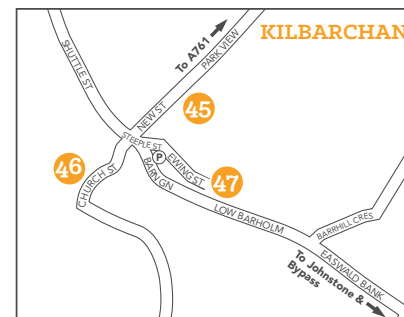 KILBARCHAN
To A761
PARK VIEW
SHUTTLE ST
NEW ST
45
STEEPLE ST
P
46
CHURCH ST
BARN GN
EWING ST
47
LOW BARHOLM
BARRHILL CRES
EASWALD BANK
To Johnstone &
Bypass